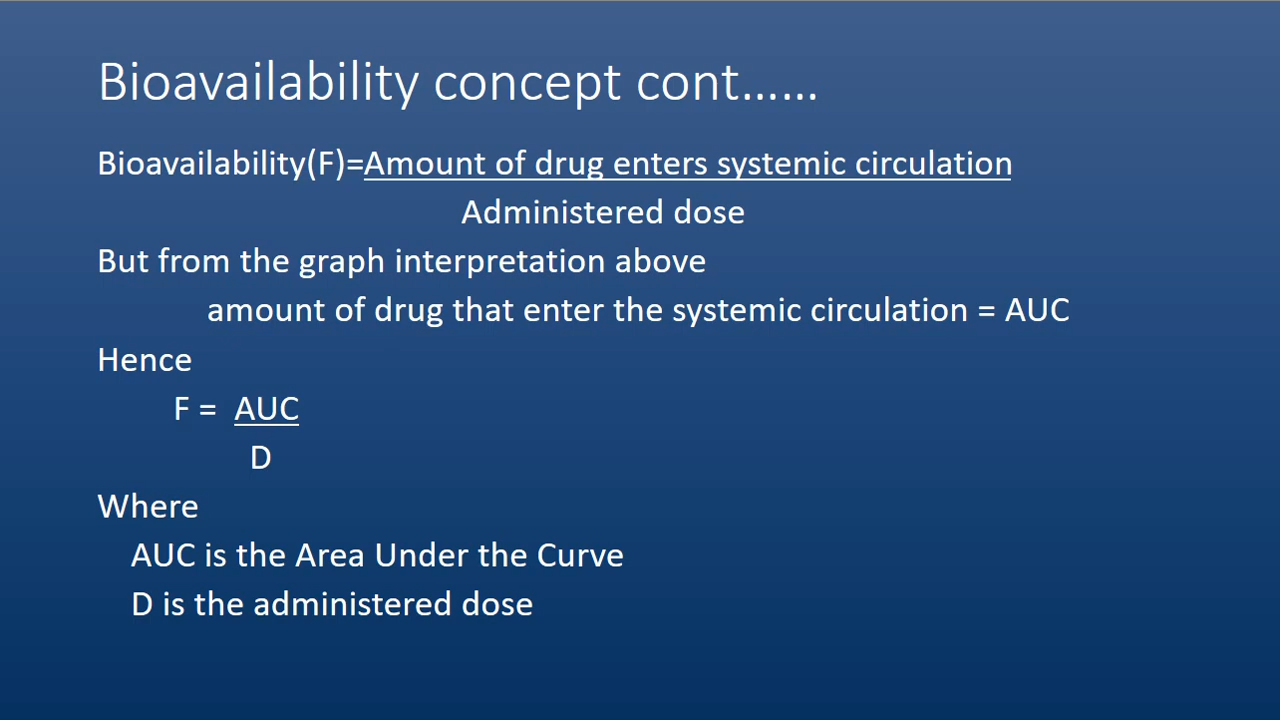 Bioavailability concept cont……
Bioavailability(F)=Amount of drug enters systemic circulation
Administered dose
But from the graph interpretation above
amount of drug that enter the systemic circulation = AUC
Hence
F = AUC
D
Where
AUC is the Area Under the Curve
D is the administered dose